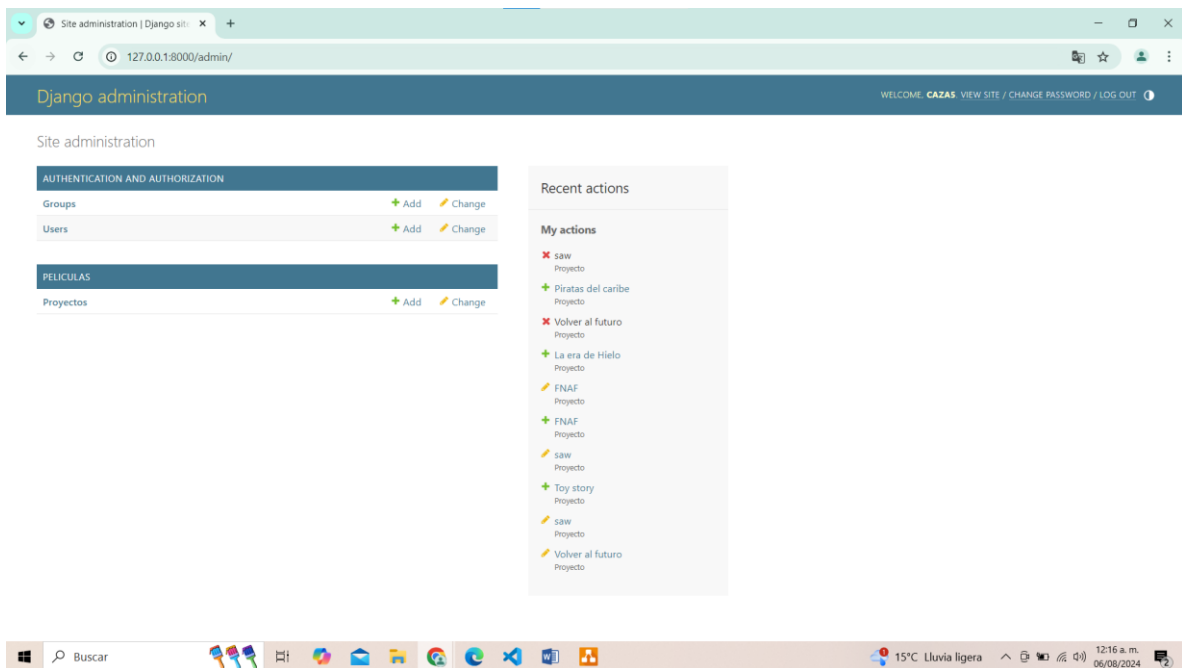 Site administration | Django site
127.0.0.1:8000/admin/
Django administration
WELCOME, CAZAS. VIEW SITE / CHANGE PASSWORD / LOG OUT
Site administration
AUTHENTICATION AND AUTHORIZATION
Groups Add Change
Users Add Change
PELICULAS
Proyectos Add Change
Recent actions
My actions
saw
Proyecto
Piratas del caribe
Proyecto
Volver al futuro
Proyecto
La era de Hielo
Proyecto
FNAF
Proyecto
FNAF
Proyecto
saw
Proyecto
Toy story
Proyecto
saw
Proyecto
Volver al futuro
Proyecto
Buscar
15°C Lluvia ligera
12:16 a. m.
06/08/2024